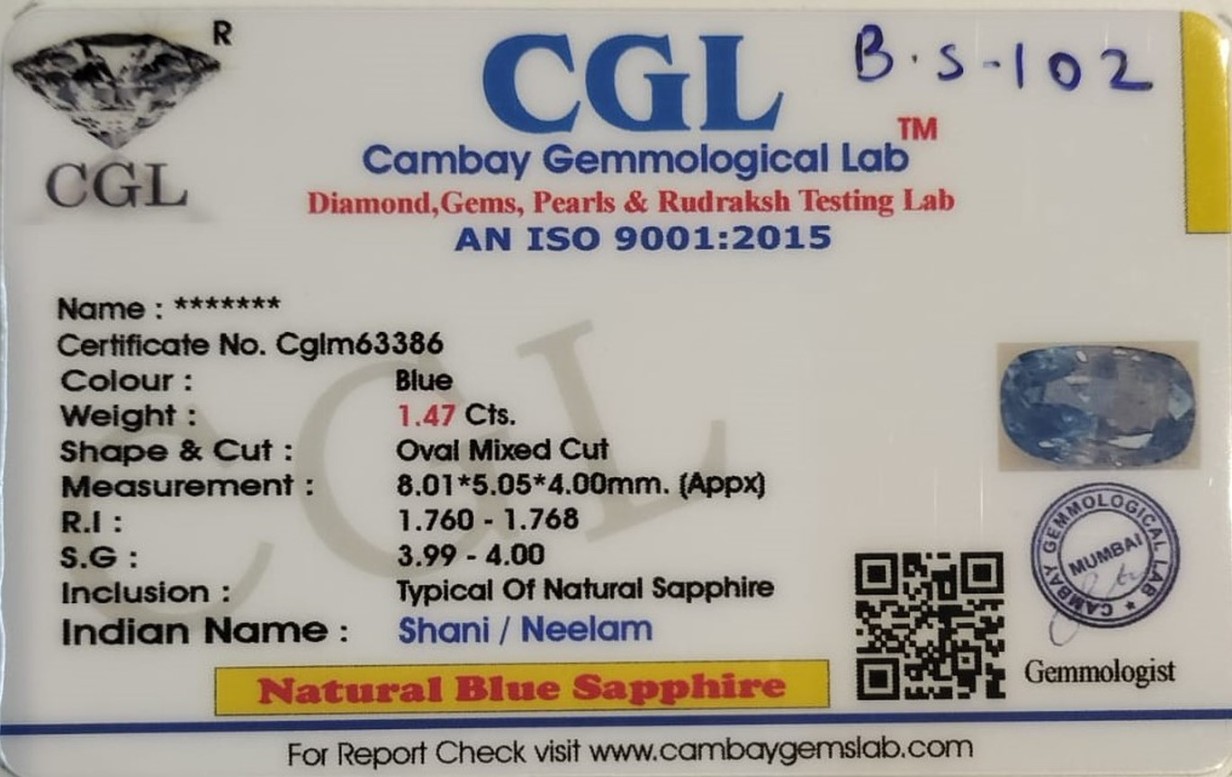 R
CGL
CGL
B.S-102
TM
Cambay Gemmological Lab
Diamond,Gems, Pearls & Rudraksh Testing Lab
AN ISO 9001:2015
Name : *******
Certificate No. Cglm63386
Colour : Blue
Weight : 1.47 Cts.
Shape & Cut : Oval Mixed Cut
Measurement : 8.01*5.05*4.00mm. (Appx)
R.I : 1.760 - 1.768
S.G : 3.99 - 4.00
Inclusion : Typical Of Natural Sapphire
Indian Name : Shani / Neelam
CGL
CAMBAY GEMMOLOGICAL LAB ★
MUMBAI
Gemmologist
Natural Blue Sapphire
For Report Check visit www.cambaygemslab.com